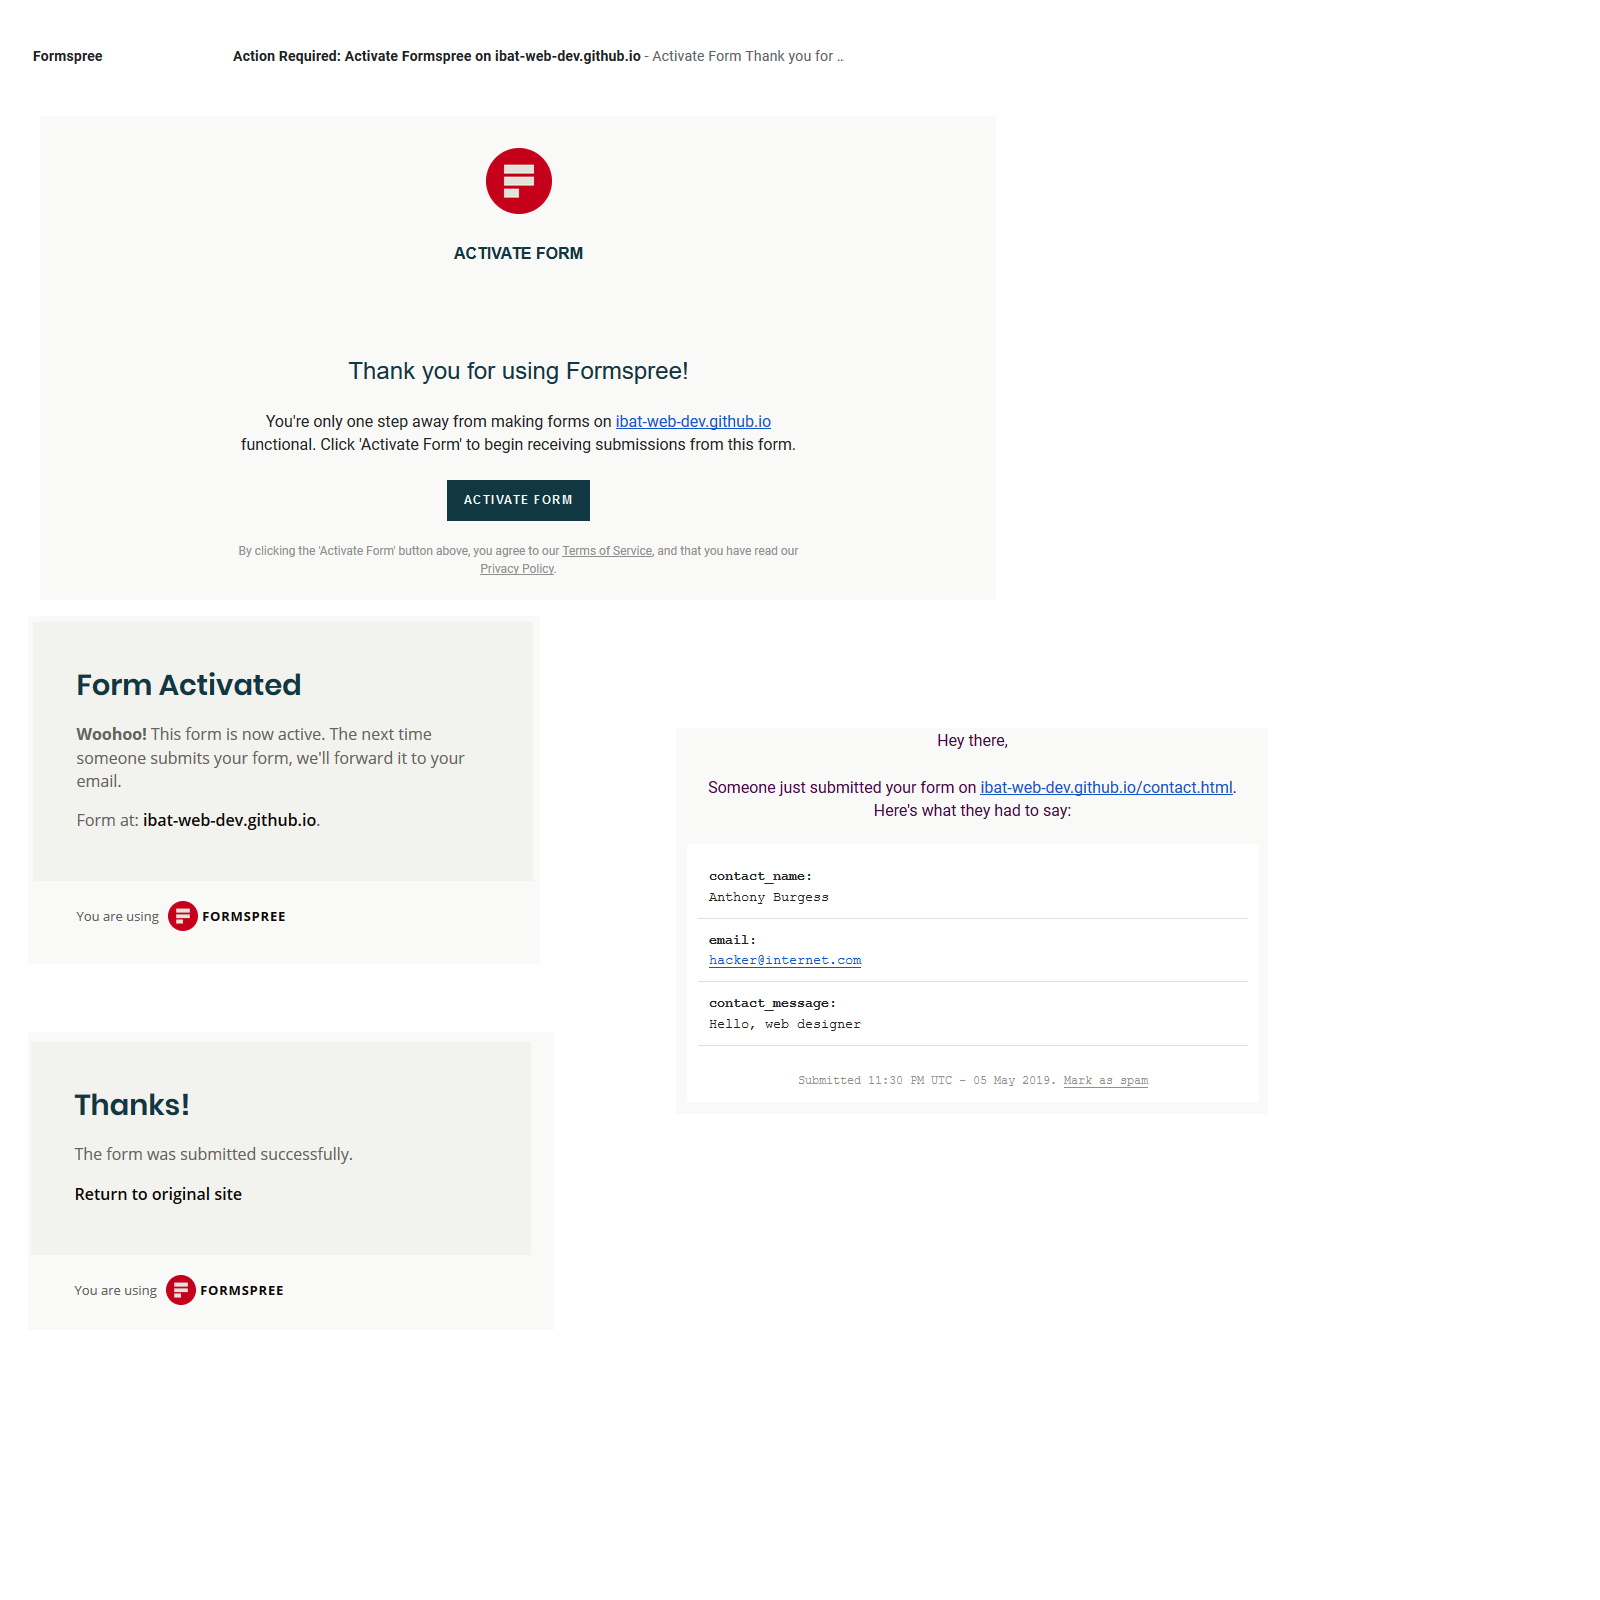 Formspree Action Required: Activate Formspree on ibat-web-dev.github.io - Activate Form Thank you for ..
ACTIVATE FORM
Thank you for using Formspree!
You're only one step away from making forms on ibat-web-dev.github.io
functional. Click 'Activate Form' to begin receiving submissions from this form.
ACTIVATE FORM
By clicking the 'Activate Form' button above, you agree to our Terms of Service, and that you have read our
Privacy Policy.
Form Activated
Woohoo! This form is now active. The next time
someone submits your form, we'll forward it to your
email.
Form at: ibat-web-dev.github.io.
You are using FORMSPREE
Hey there,
Someone just submitted your form on ibat-web-dev.github.io/contact.html.
Here's what they had to say:
contact_name:
Anthony Burgess
email:
hacker@internet.com
contact_message:
Hello, web designer
Submitted 11:30 PM UTC - 05 May 2019. Mark as spam
Thanks!
The form was submitted successfully.
Return to original site
You are using FORMSPREE